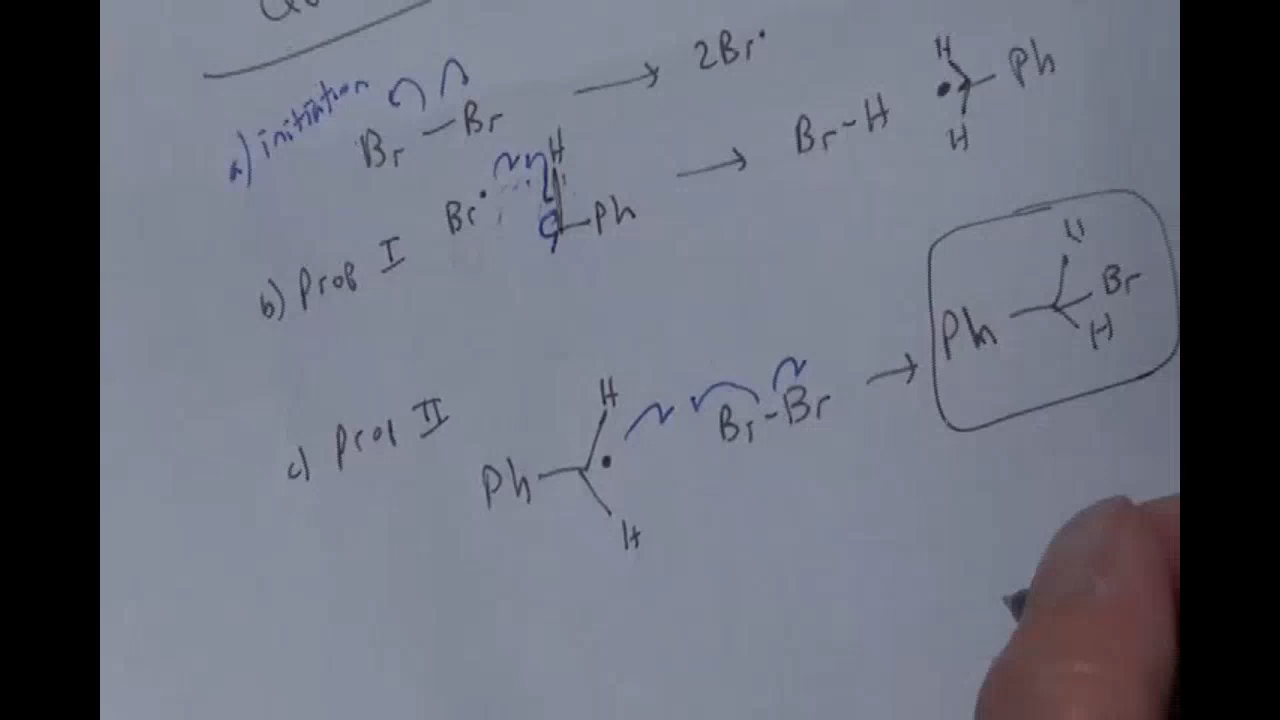 a) initiation Br — Br → 2Br•
b) Prop I Br• H Ph → Br-H • H H Ph
c) Prop II Ph H • H Br-Br → Ph H Br H